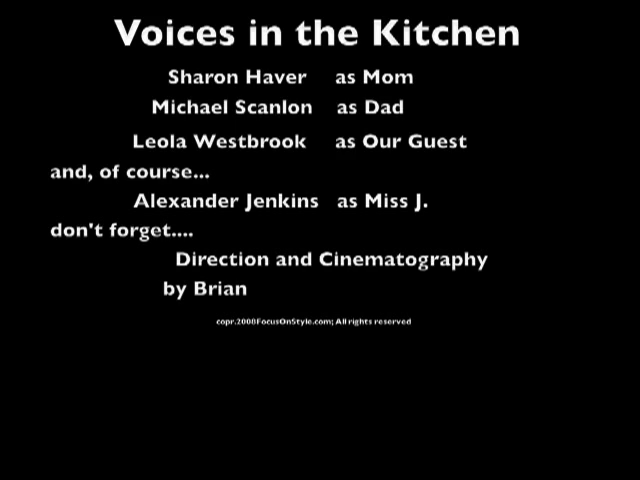 Voices in the Kitchen
Sharon Haver as Mom
Michael Scanlon as Dad
Leola Westbrook as Our Guest
and, of course...
Alexander Jenkins as Miss J.
don't forget....
Direction and Cinematography
by Brian
copr.2008FocusOnStyle.com; All rights reserved